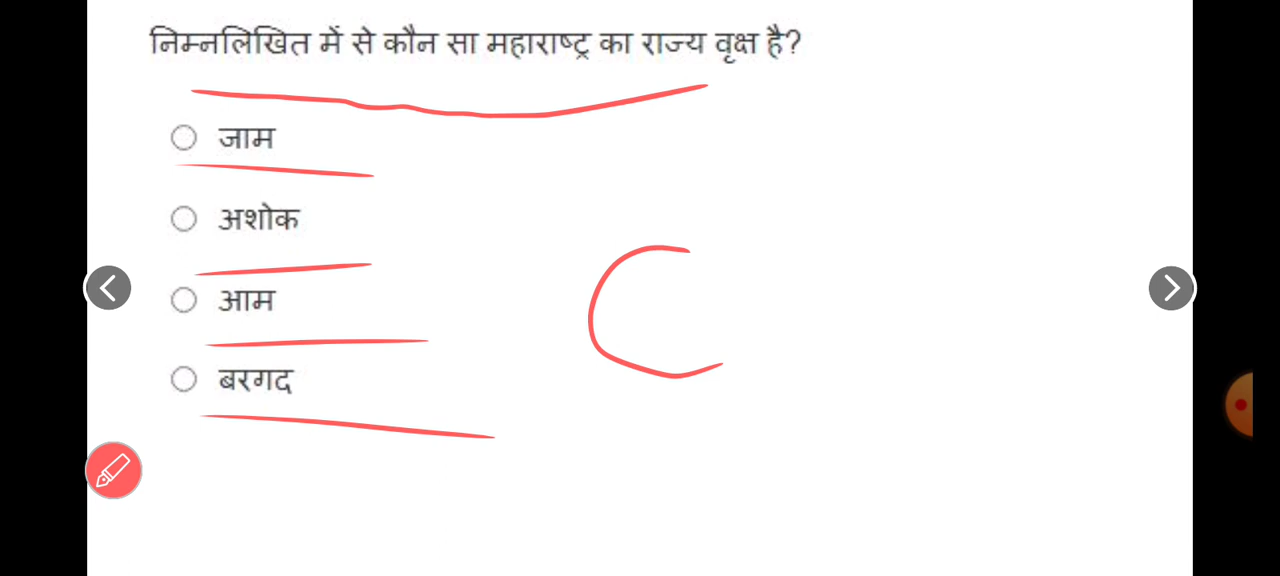 निम्नलिखित में से कौन सा महाराष्ट्र का राज्य वृक्ष है?
जाम
अशोक
आम
C
बरगद